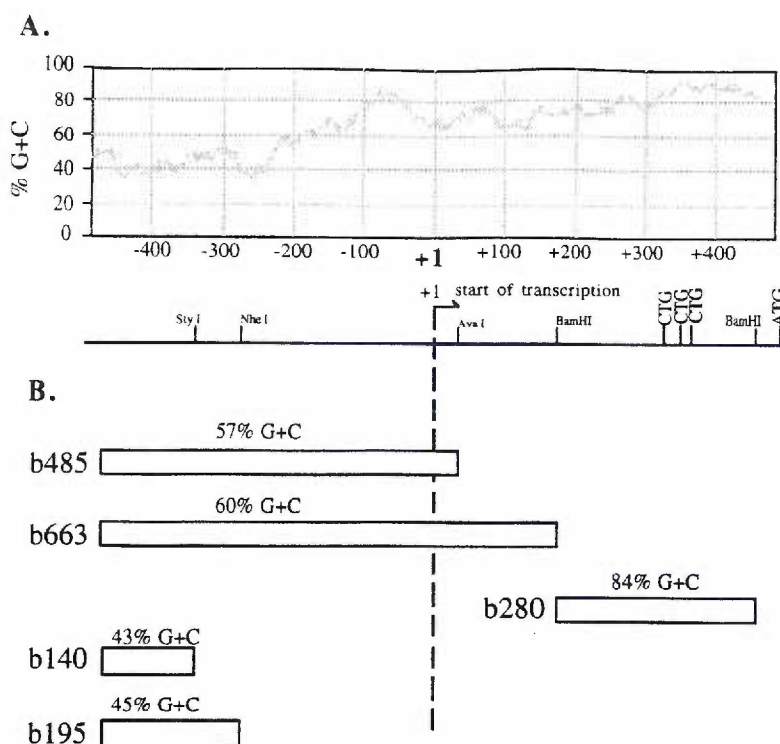 A.
% G+C
100
80
60
40
20
0
-400 -300 -200 -100 +1 +100 +200 +300 +400
+1 start of transcription
Sty I Nhe I Ava I BamHI CTG CTG CTG BamHI ATG
B.
57% G+C
b485
60% G+C
b663
84% G+C
b280
43% G+C
b140
45% G+C
b195